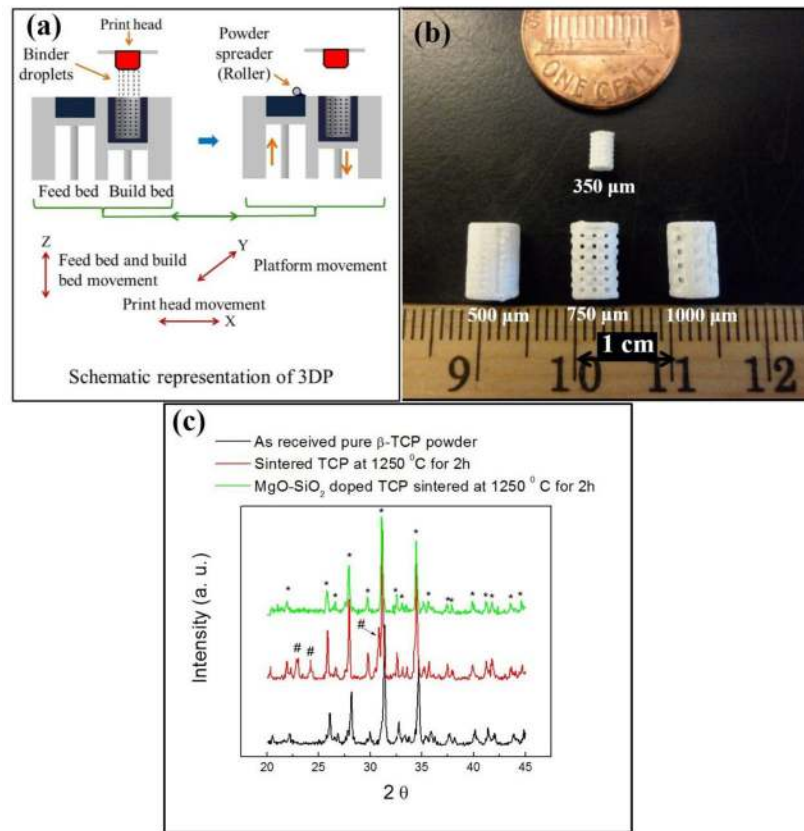 (a)
Print head
Binder
droplets
Powder
spreader
(Roller)
Feed bed Build bed
Z
Feed bed and build
bed movement
Y
Platform movement
Print head movement
X
Schematic representation of 3DP
(b)
ONE CENT
350 µm
500 µm
750 µm
1000 µm
1 cm
9 10 11 12
(c)
As received pure β-TCP powder
Sintered TCP at 1250 ⁰C for 2h
MgO-SiO₂ doped TCP sintered at 1250 ⁰ C for 2h
Intensity (a. u.)
* * * * * * * * * * * * * * * * *
# # #
20 25 30 35 40 45
2 θ